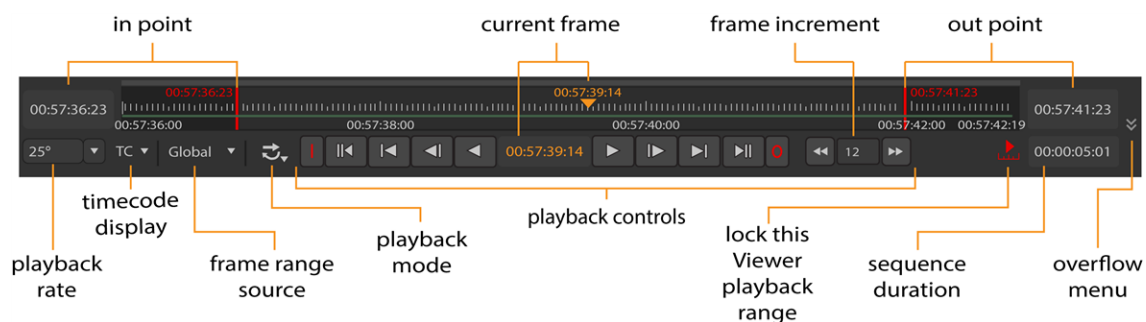 in point
current frame
frame increment
out point
00:57:36:23
00:57:39:14
00:57:41:23
00:57:36:23
00:57:41:23
00:57:36:00
00:57:38:00
00:57:40:00
00:57:42:00
00:57:42:19
25°
TC
Global
00:57:39:14
12
00:00:05:01
timecode
display
playback controls
playback
rate
frame range
source
playback
mode
lock this
Viewer
playback
range
sequence
duration
overflow
menu